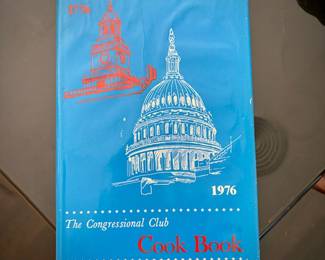 1776
1976
The Congressional Club
Cook Book